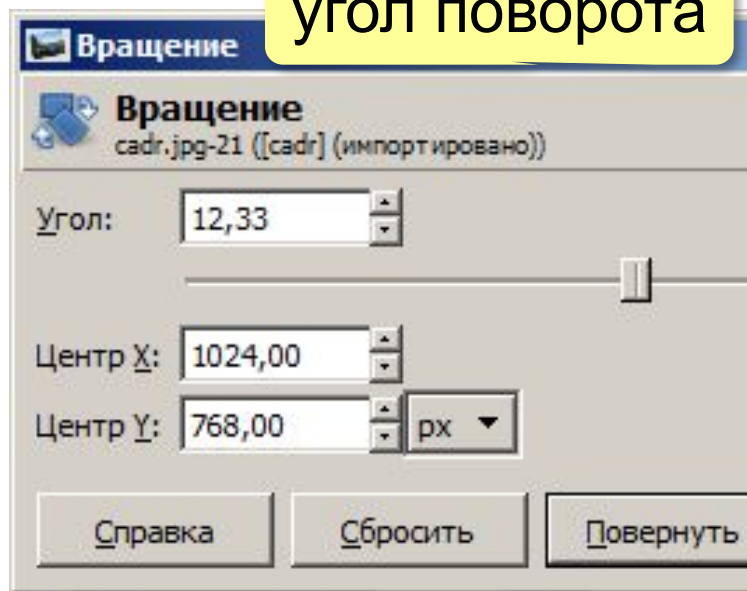 угол поворота
Вращение
Вращение
cadr.jpg-21 ([cadr] (импортировано))
Угол: 12,33
Центр X: 1024,00
Центр Y: 768,00 px
Справка Сбросить Повернуть